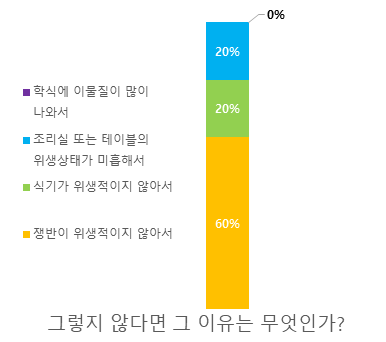 0%
20%
20%
60%
학식에 이물질이 많이
나와서
조리실 또는 테이블의
위생상태가 미흡해서
식기가 위생적이지 않아서
쟁반이 위생적이지 않아서
그렇지 않다면 그 이유는 무엇인가?